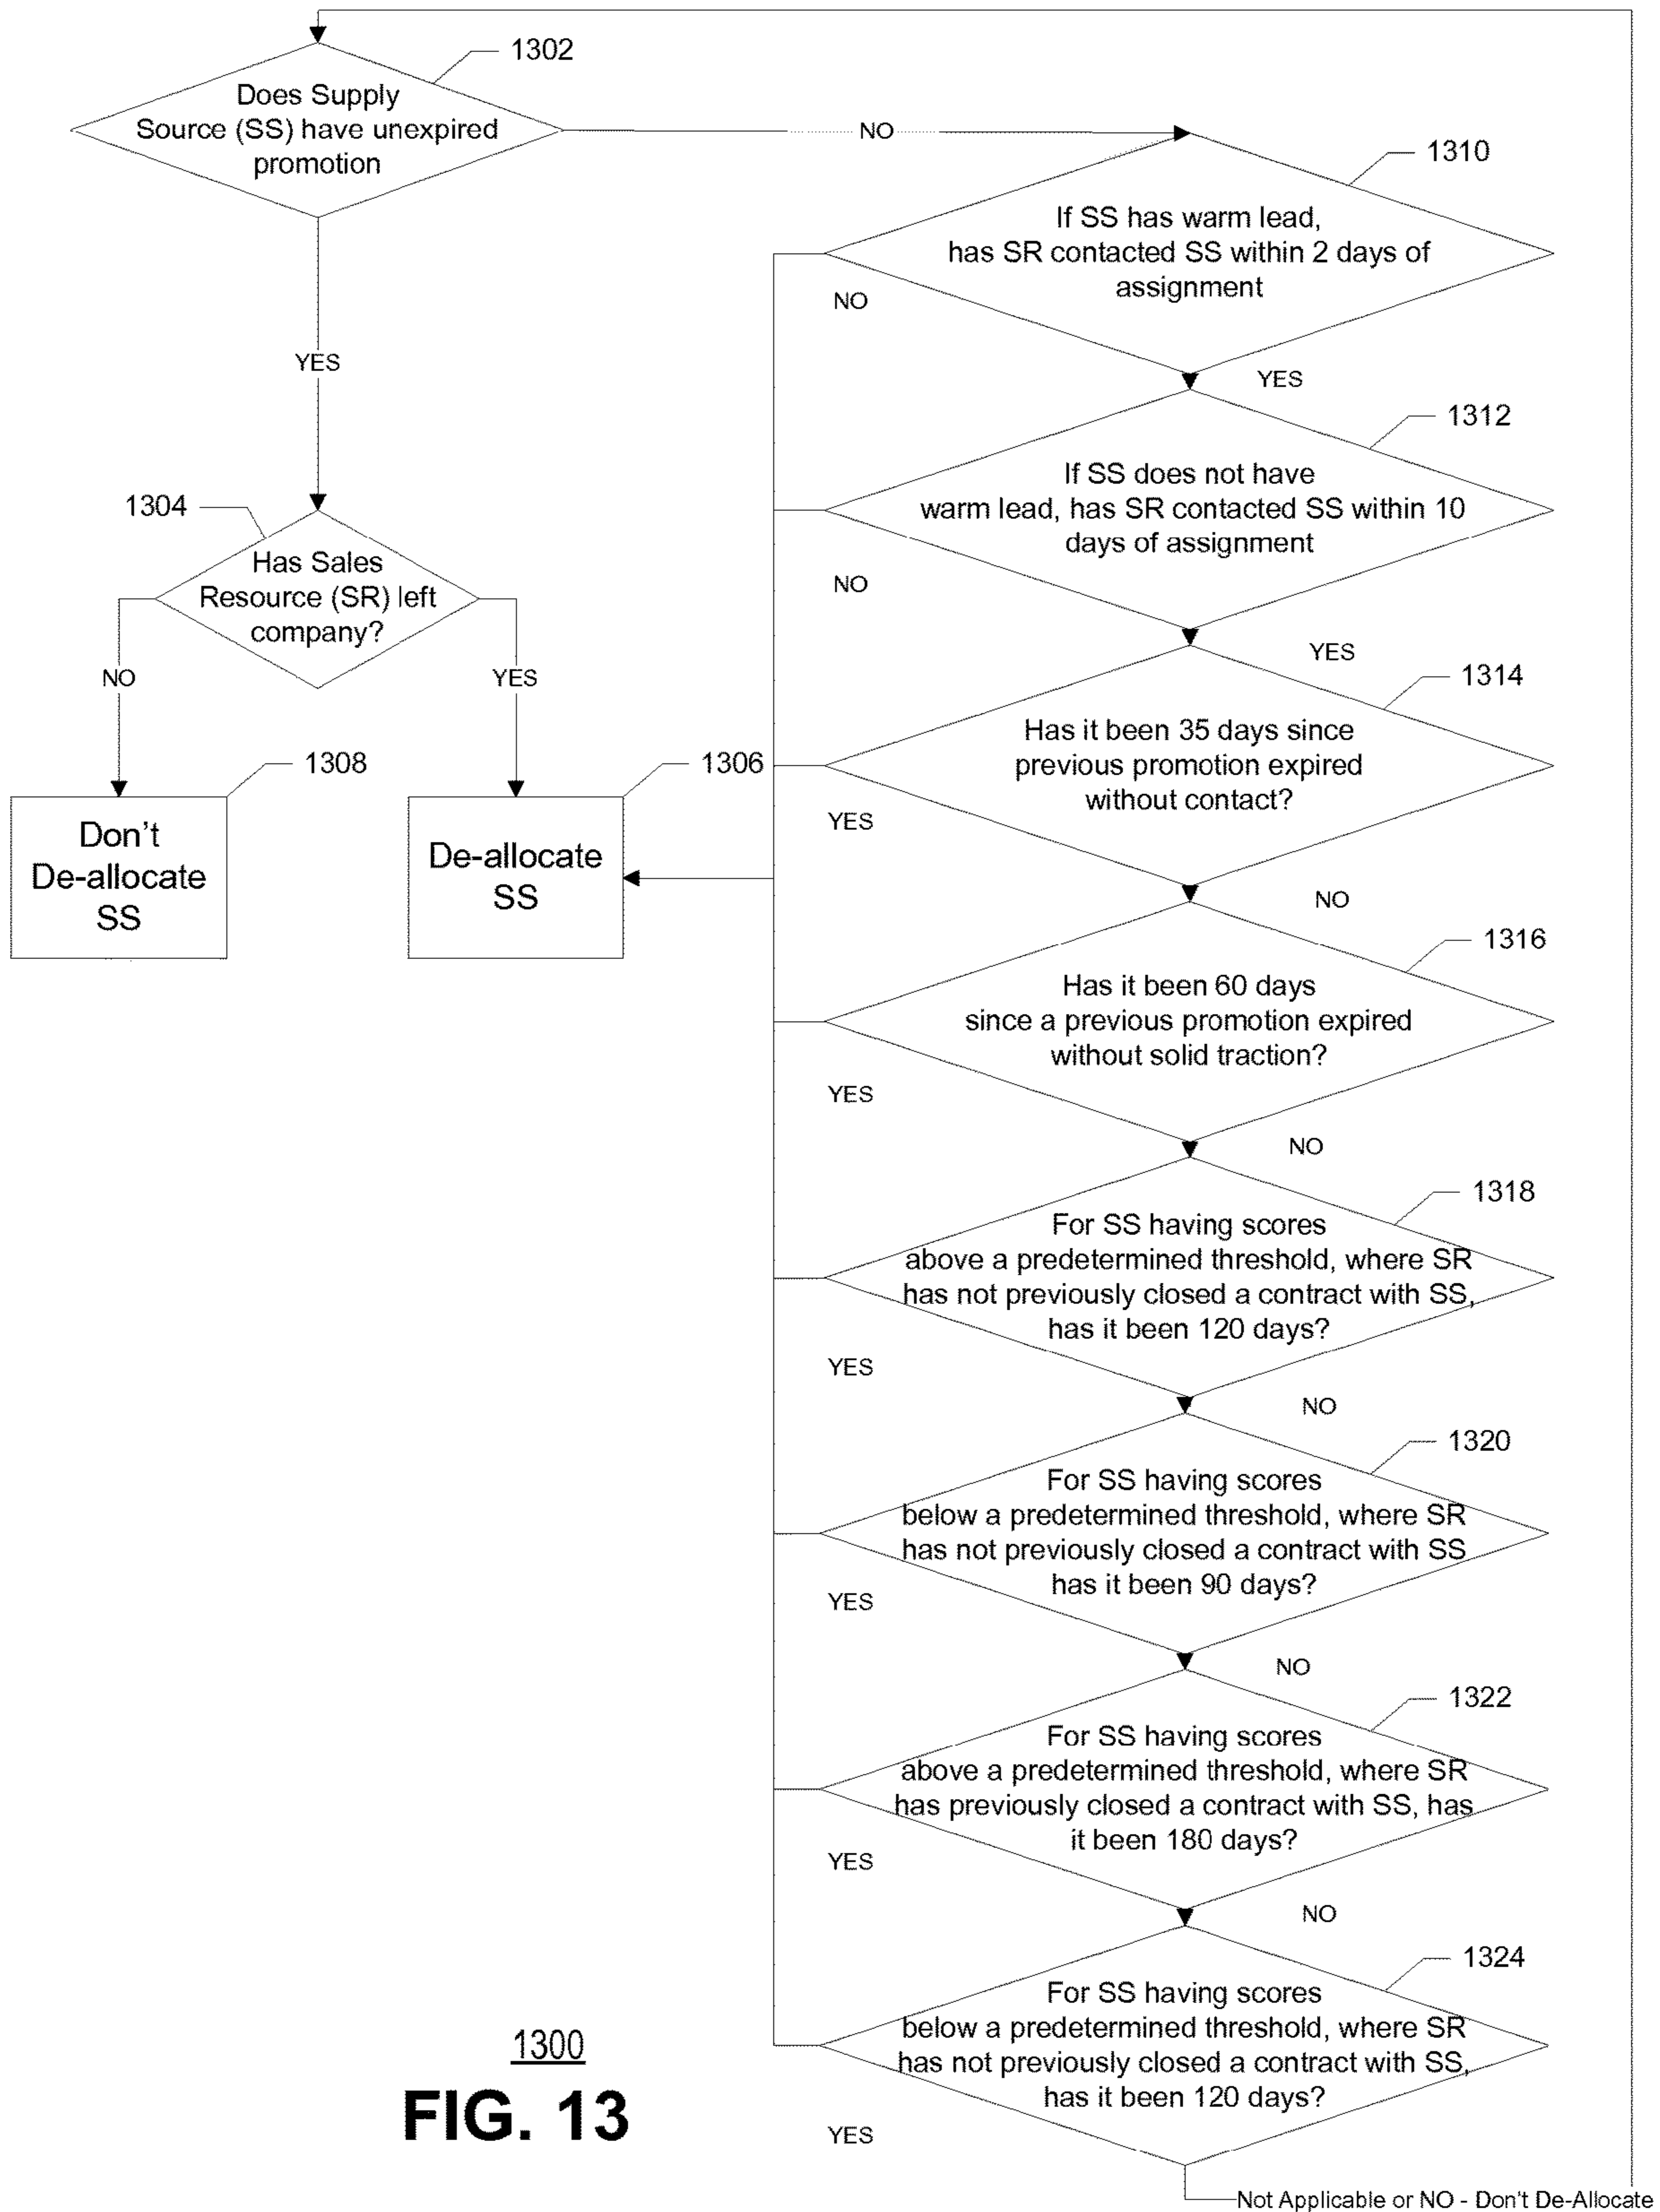 1302
Does Supply
Source (SS) have unexpired
promotion
NO
YES
1304
Has Sales
Resource (SR) left
company?
NO
YES
1308
Don't
De-allocate
SS
1306
De-allocate
SS
1310
If SS has warm lead,
has SR contacted SS within 2 days of
assignment
NO
YES
1312
If SS does not have
warm lead, has SR contacted SS within 10
days of assignment
NO
YES
1314
Has it been 35 days since
previous promotion expired
without contact?
YES
NO
1316
Has it been 60 days
since a previous promotion expired
without solid traction?
YES
NO
1318
For SS having scores
above a predetermined threshold, where SR
has not previously closed a contract with SS,
has it been 120 days?
YES
NO
1320
For SS having scores
below a predetermined threshold, where SR
has not previously closed a contract with SS
has it been 90 days?
YES
NO
1322
For SS having scores
above a predetermined threshold, where SR
has previously closed a contract with SS, has
it been 180 days?
YES
NO
1324
For SS having scores
below a predetermined threshold, where SR
has not previously closed a contract with SS,
has it been 120 days?
YES
Not Applicable or NO - Don't De-Allocate
1300
FIG. 13